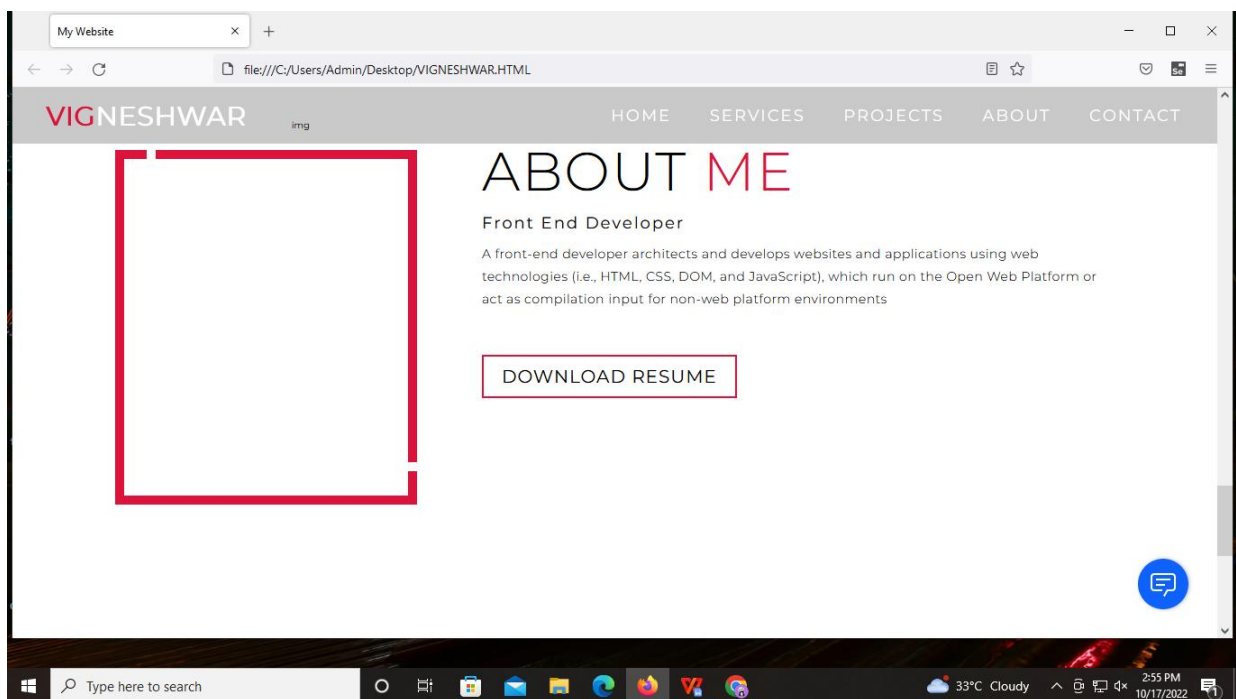 My Website
file:///C:/Users/Admin/Desktop/VIGNESHWAR.HTML
Se
VIGNESHWAR img HOME SERVICES PROJECTS ABOUT CONTACT
ABOUT ME
Front End Developer
A front-end developer architects and develops websites and applications using web
technologies (i.e., HTML, CSS, DOM, and JavaScript), which run on the Open Web Platform or
act as compilation input for non-web platform environments
DOWNLOAD RESUME
Type here to search
33°C Cloudy
2:55 PM
10/17/2022
1